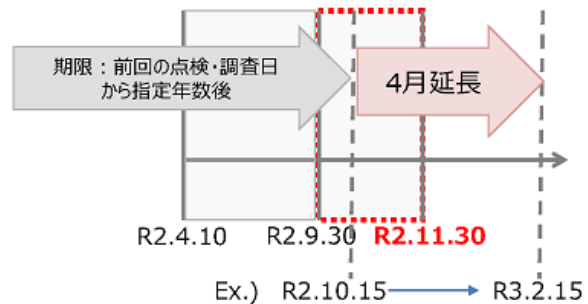 期限：前回の点検・調査日
から指定年数後
4月延長
R2.4.10
R2.9.30
R2.11.30
Ex.) R2.10.15 R3.2.15